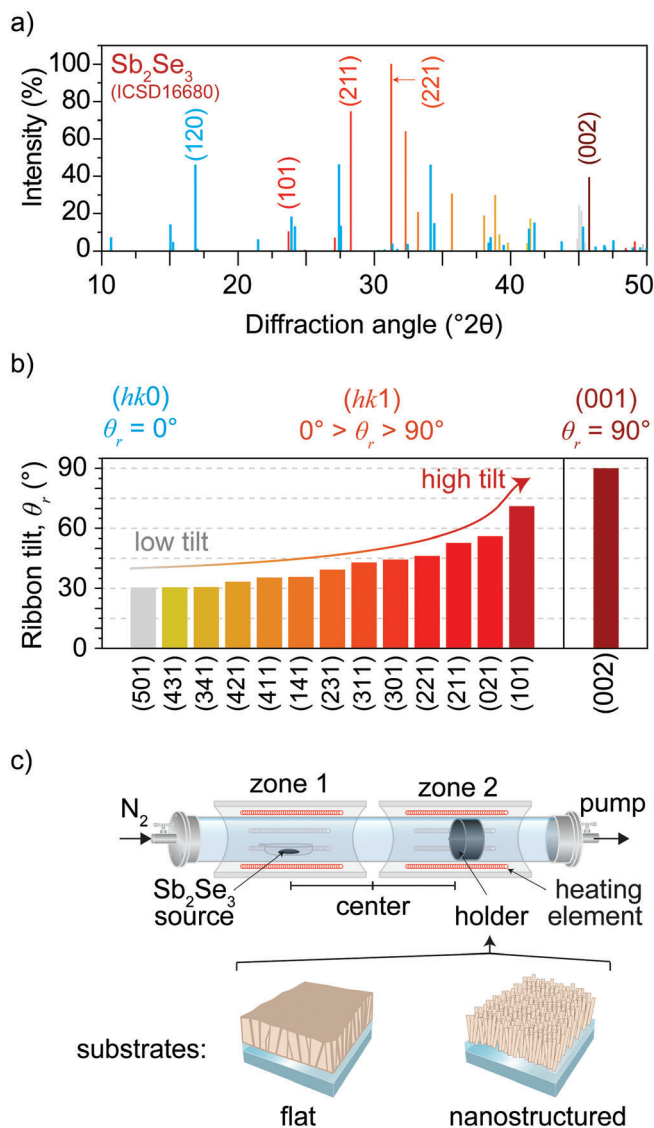 a)
Intensity (%)
100
80
60
40
20
0
Sb2Se3
(ICSD16680)
(120)
(101)
(211)
(221)
(002)
10 20 30 40 50
Diffraction angle (°2θ)
b)
(hk0) (hk1) (001)
θr = 0° 0° > θr > 90° θr = 90°
Ribbon tilt, θr (°)
90
60
30
0
high tilt
low tilt
(501) (431) (341) (421) (411) (141) (231) (311) (301) (221) (211) (021) (101) (002)
c)
zone 1 zone 2
N2 pump
Sb2Se3
source
center
holder
heating
element
substrates:
flat nanostructured